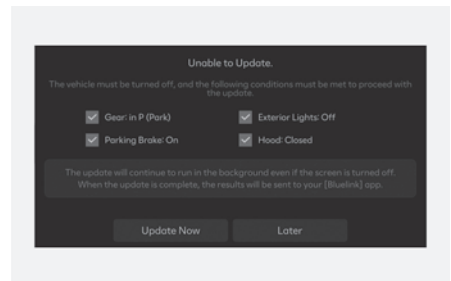 Unable to Update.
The vehicle must be turned off, and the following conditions must be met to proceed with
the update.
Gear: in P (Park)
Exterior Lights: Off
Parking Brake: On
Hood: Closed
The update will continue to run in the background even if the screen is turned off.
When the update is complete, the results will be sent to your [Bluelink] app.
Update Now
Later